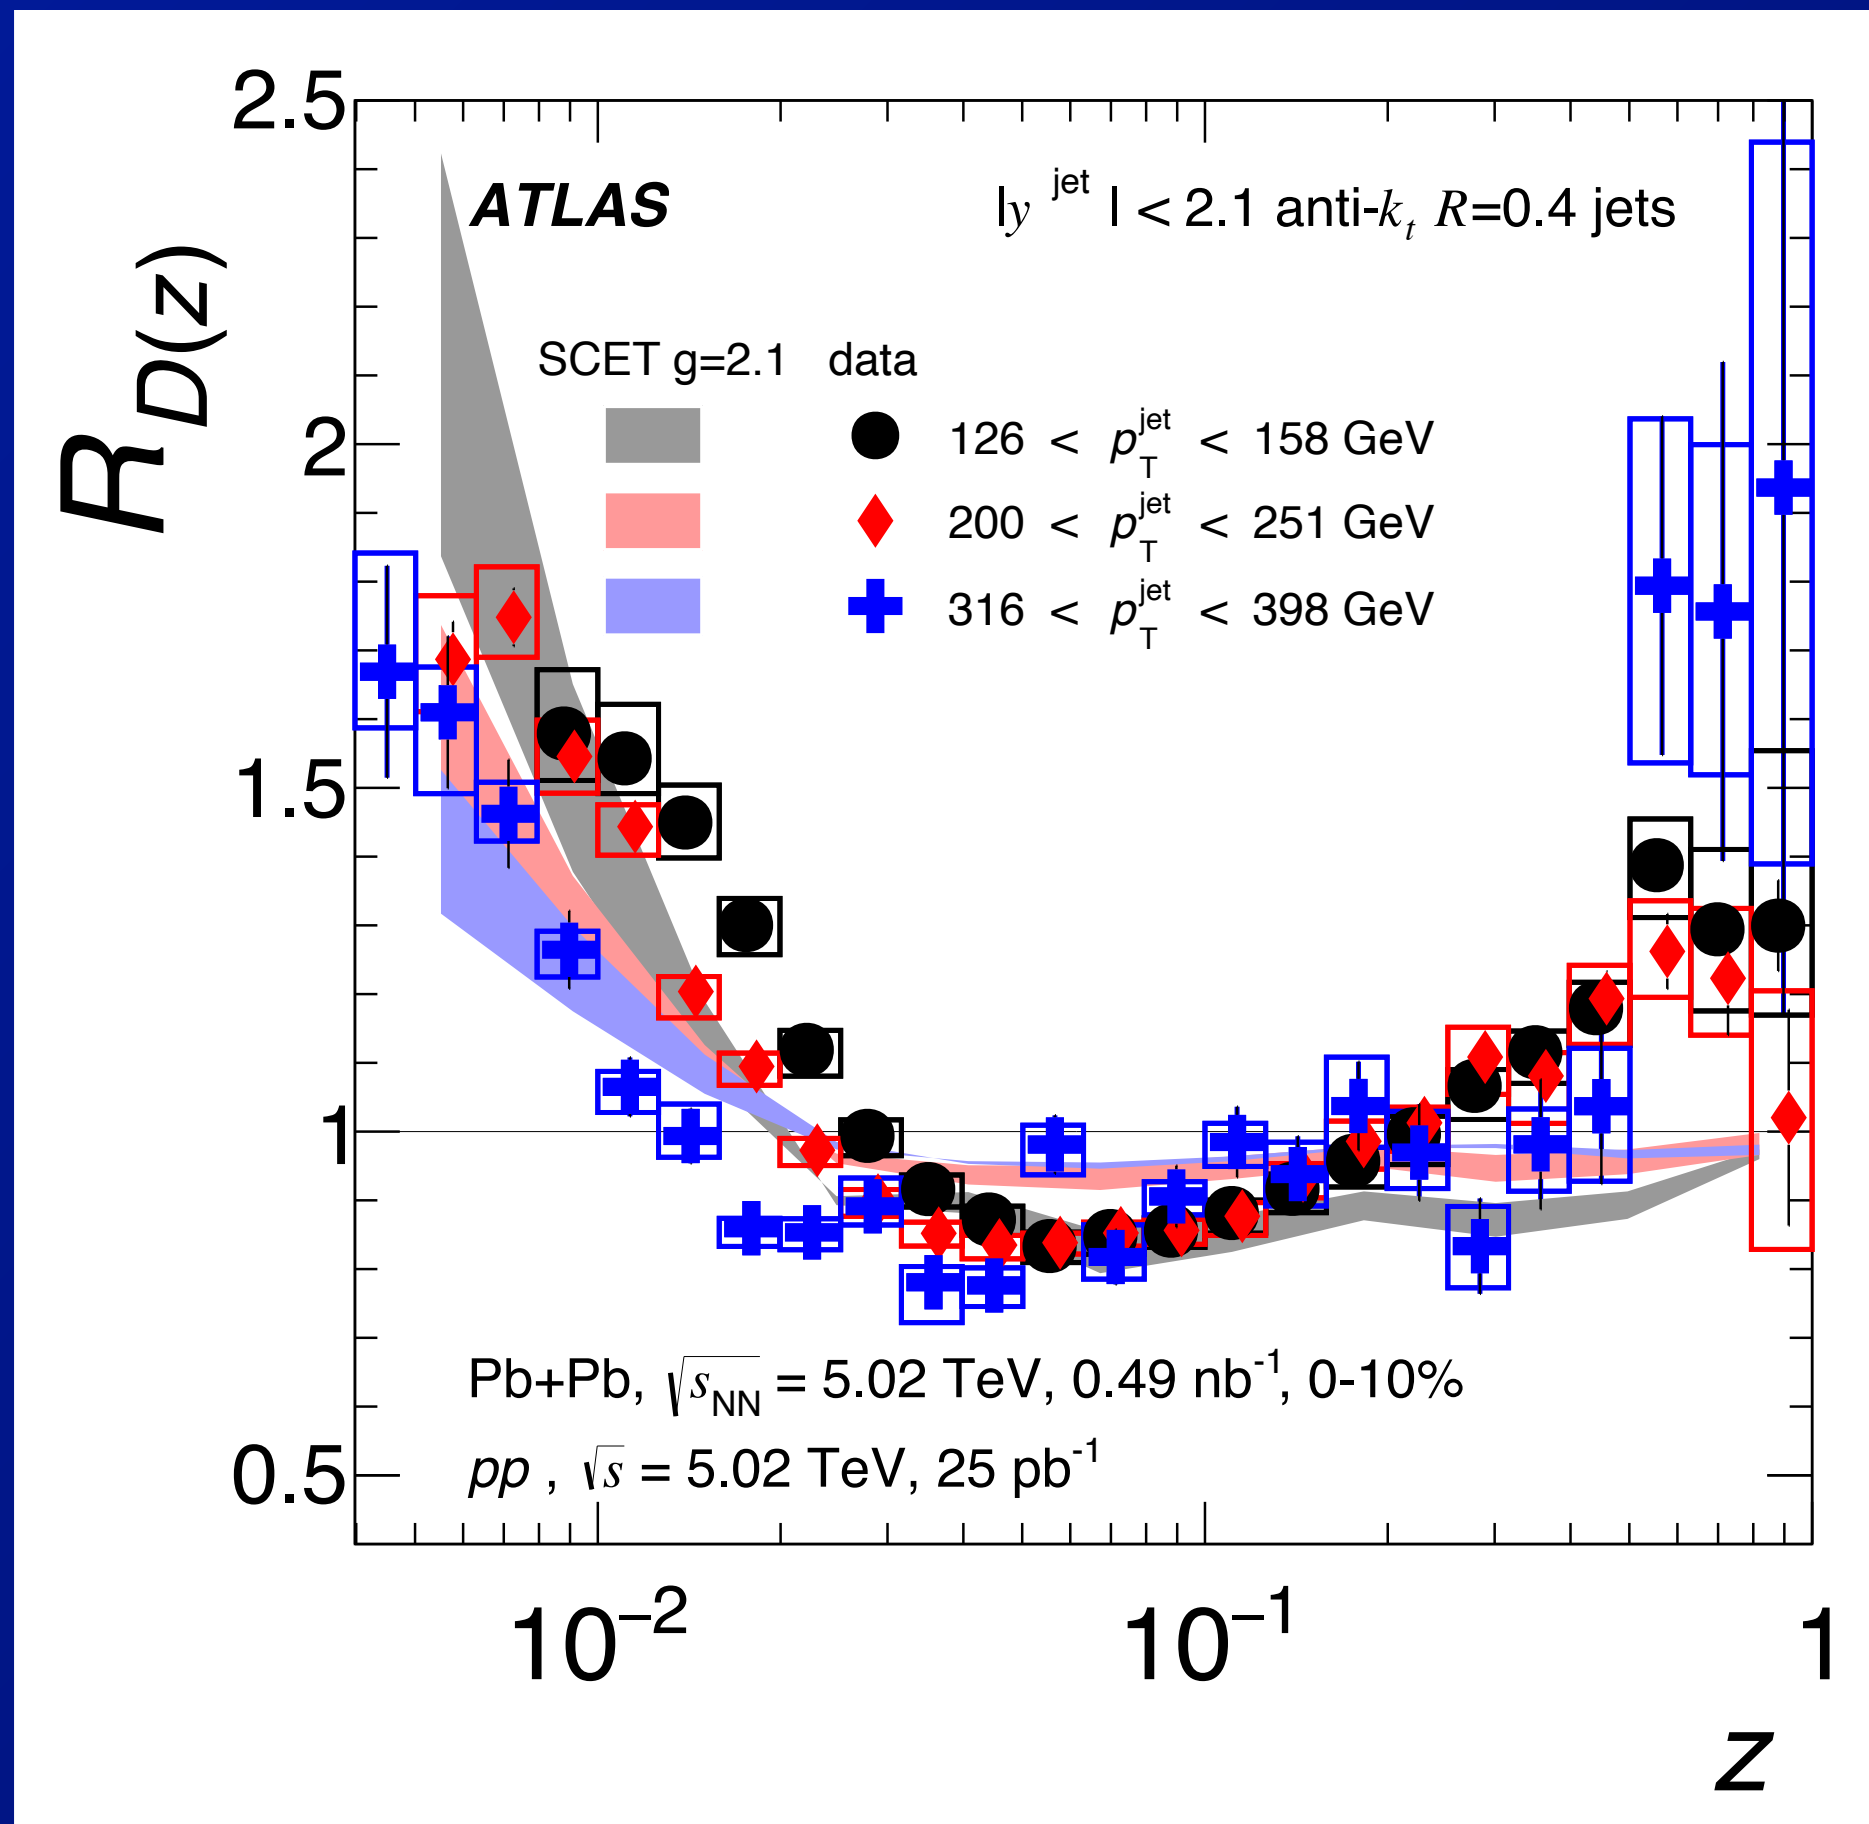 2.5
ATLAS
|y^jet| < 2.1 anti-k_t R=0.4 jets
R_D(z)
SCET g=2.1 data
2
126 < p_T^jet < 158 GeV
200 < p_T^jet < 251 GeV
316 < p_T^jet < 398 GeV
1.5
1
Pb+Pb, √s_NN = 5.02 TeV, 0.49 nb^-1, 0-10%
0.5
pp , √s = 5.02 TeV, 25 pb^-1
10^−2 10^−1 1
z